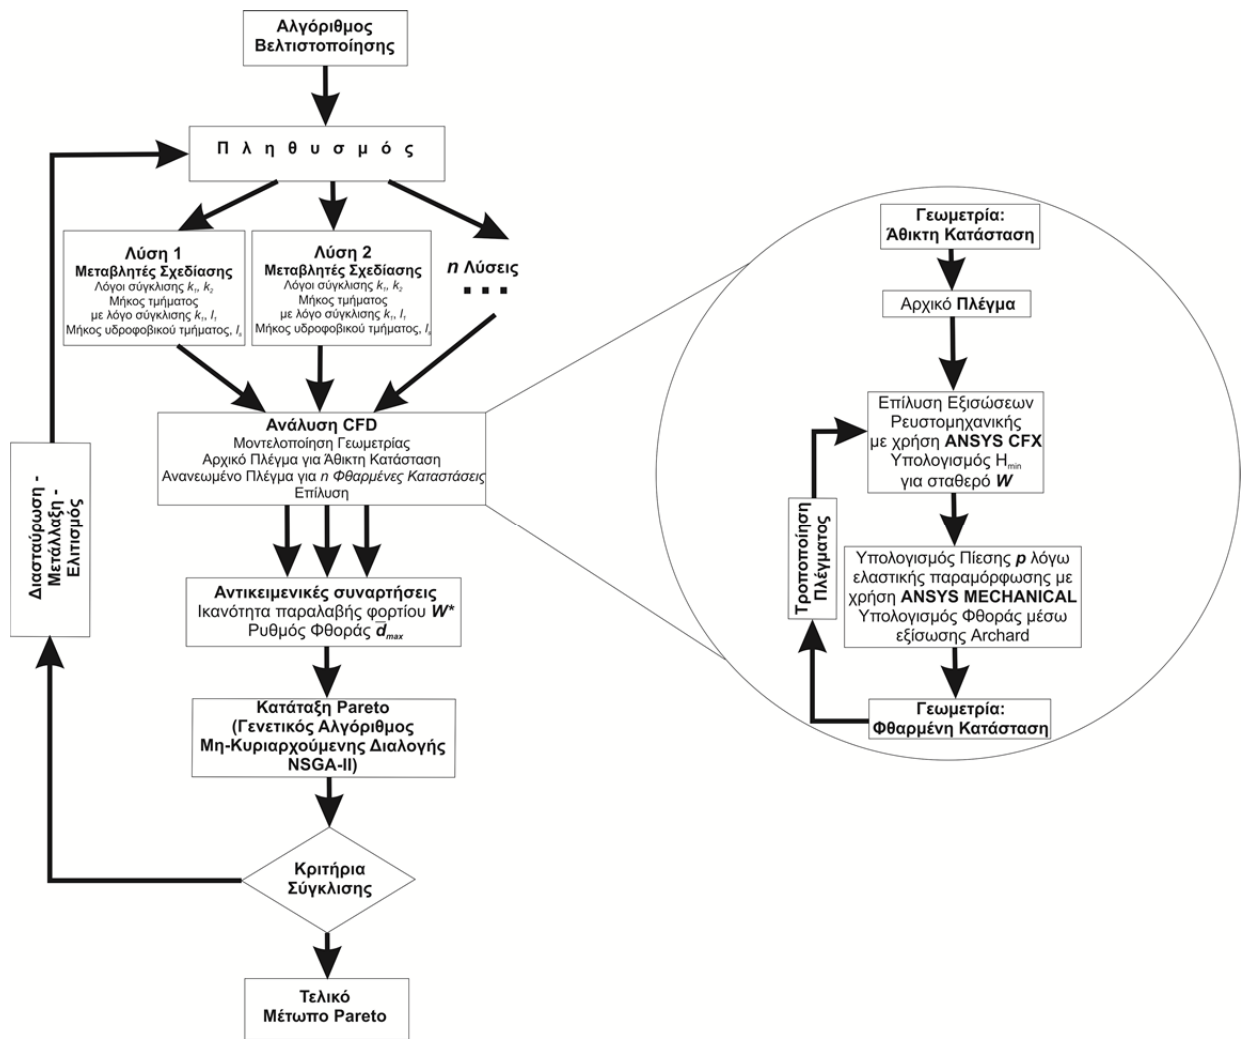 Αλγόριθμος
Βελτιστοποίησης
Πληθυσμός
Λύση 1
Μεταβλητές Σχεδίασης
Λόγοι σύγκλισης k₁, k₂
Μήκος τμήματος
με λόγο σύγκλισης k₁, l₁
Μήκος υδροφοβικού τμήματος, lₛ
Λύση 2
Μεταβλητές Σχεδίασης
Λόγοι σύγκλισης k₁, k₂
Μήκος τμήματος
με λόγο σύγκλισης k₁, l₁
Μήκος υδροφοβικού τμήματος, lₛ
n Λύσεις
Ανάλυση CFD
Μοντελοποίηση Γεωμετρίας
Αρχικό Πλέγμα για Άθικτη Κατάσταση
Ανανεωμένο Πλέγμα για n Φθαρμένες Καταστάσεις
Επίλυση
Αντικειμενικές συναρτήσεις
Ικανότητα παραλαβής φορτίου W*
Ρυθμός Φθοράς d̅max
Κατάταξη Pareto
(Γενετικός Αλγόριθμος
Μη-Κυριαρχούμενης Διαλογής
NSGA-II)
Κριτήρια
Σύγκλισης
Τελικό
Μέτωπο Pareto
Διασταύρωση -
Μετάλλαξη -
Ελιτισμός
Γεωμετρία:
Άθικτη Κατάσταση
Αρχικό Πλέγμα
Επίλυση Εξισώσεων
Ρευστομηχανικής
με χρήση ANSYS CFX
Υπολογισμός Hmin
για σταθερό W
Υπολογισμός Πίεσης p λόγω
ελαστικής παραμόρφωσης με
χρήση ANSYS MECHANICAL
Υπολογισμός Φθοράς μέσω
εξίσωσης Archard
Γεωμετρία:
Φθαρμένη Κατάσταση
Τροποποίηση
Πλέγματος